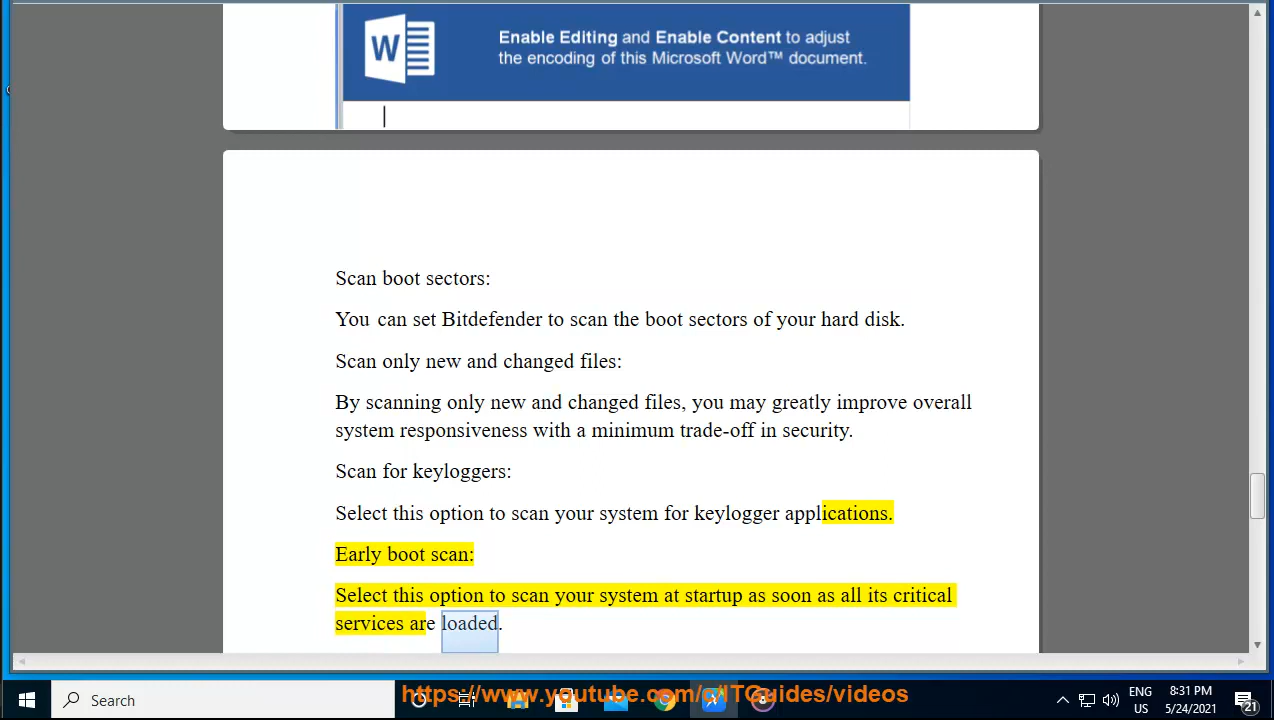 W
Enable Editing and Enable Content to adjust
the encoding of this Microsoft Word™ document.
Scan boot sectors:
You can set Bitdefender to scan the boot sectors of your hard disk.
Scan only new and changed files:
By scanning only new and changed files, you may greatly improve overall
system responsiveness with a minimum trade-off in security.
Scan for keyloggers:
Select this option to scan your system for keylogger applications.
Early boot scan:
Select this option to scan your system at startup as soon as all its critical
services are loaded.
Search
https://www.youtube.com/c/ITGuides/videos
ENG
US
8:31 PM
5/24/2021
21